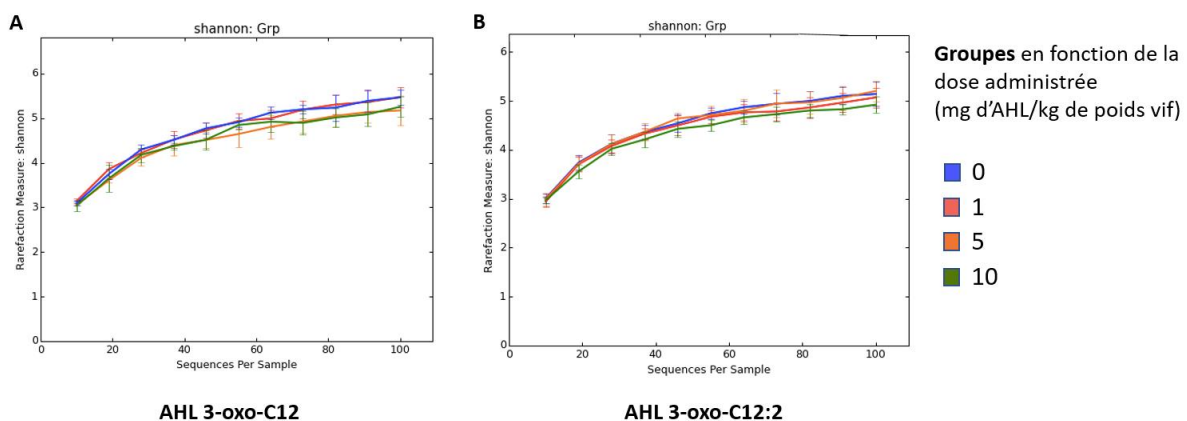 A
shannon: Grp
Rarefaction Measure: shannon
6
5
4
3
2
1
0
0 20 40 60 80 100
Sequences Per Sample
AHL 3-oxo-C12
B
shannon: Grp
Rarefaction Measure: shannon
6
5
4
3
2
1
0
0 20 40 60 80 100
Sequences Per Sample
AHL 3-oxo-C12:2
Groupes en fonction de la
dose administrée
(mg d’AHL/kg de poids vif)
0
1
5
10